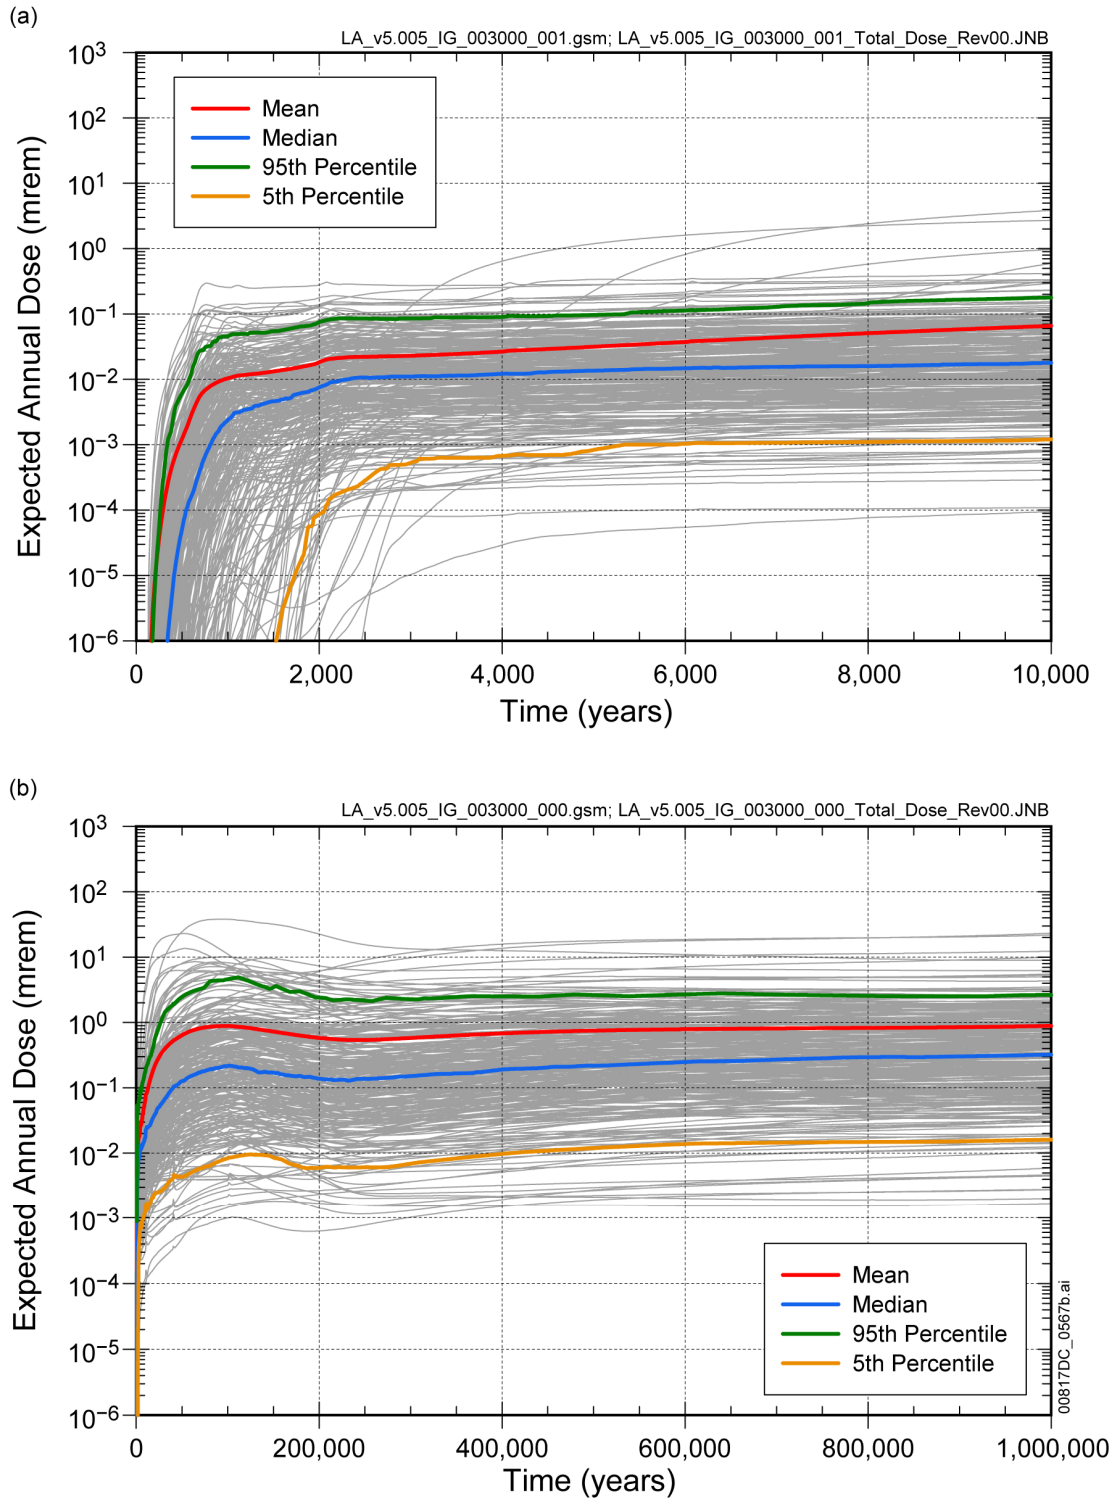 (a)
LA_v5.005_IG_003000_001.gsm; LA_v5.005_IG_003000_001_Total_Dose_Rev00.JNB
Expected Annual Dose (mrem)
10³
10²
10¹
10⁰
10⁻¹
10⁻²
10⁻³
10⁻⁴
10⁻⁵
10⁻⁶
Mean
Median
95th Percentile
5th Percentile
0 2,000 4,000 6,000 8,000 10,000
Time (years)
(b)
LA_v5.005_IG_003000_000.gsm; LA_v5.005_IG_003000_000_Total_Dose_Rev00.JNB
Expected Annual Dose (mrem)
10³
10²
10¹
10⁰
10⁻¹
10⁻²
10⁻³
10⁻⁴
10⁻⁵
10⁻⁶
Mean
Median
95th Percentile
5th Percentile
00817DC_0567b.ai
0 200,000 400,000 600,000 800,000 1,000,000
Time (years)